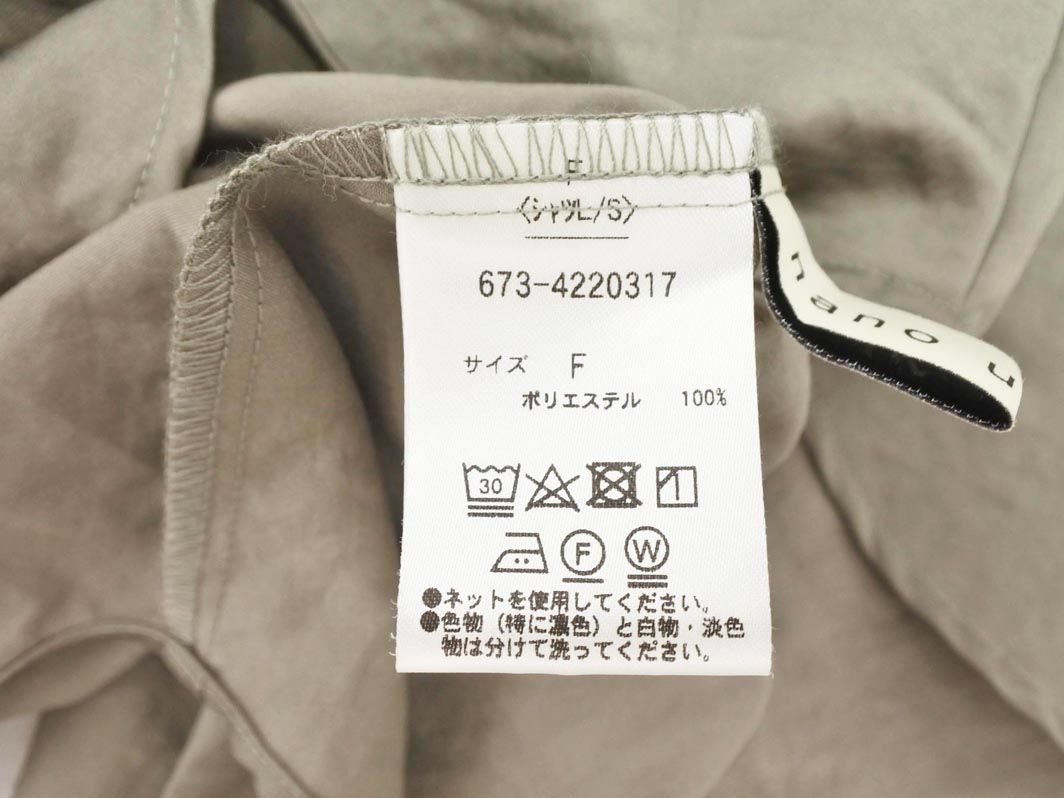 F
〈シャツL/S〉
673-4220317
サイズ F
ポリエステル 100%
30
F
W
●ネットを使用してください。
●色物（特に濃色）と白物・淡色
物は分けて洗ってください。
nano u